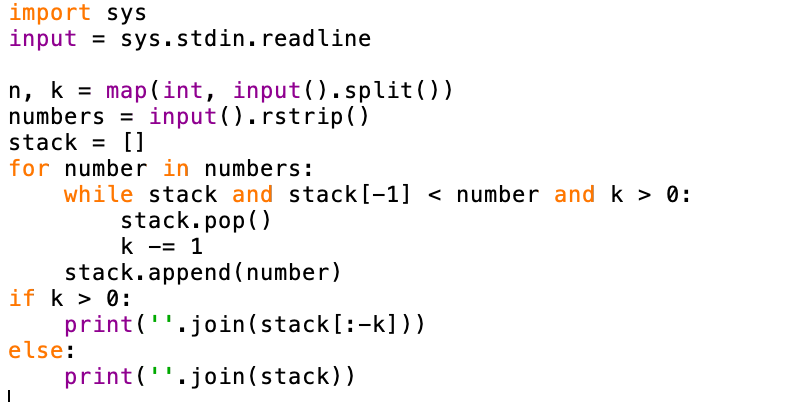 import sys
input = sys.stdin.readline

n, k = map(int, input().split())
numbers = input().rstrip()
stack = []
for number in numbers:
    while stack and stack[-1] < number and k > 0:
        stack.pop()
        k -= 1
    stack.append(number)
if k > 0:
    print(''.join(stack[:-k]))
else:
    print(''.join(stack))